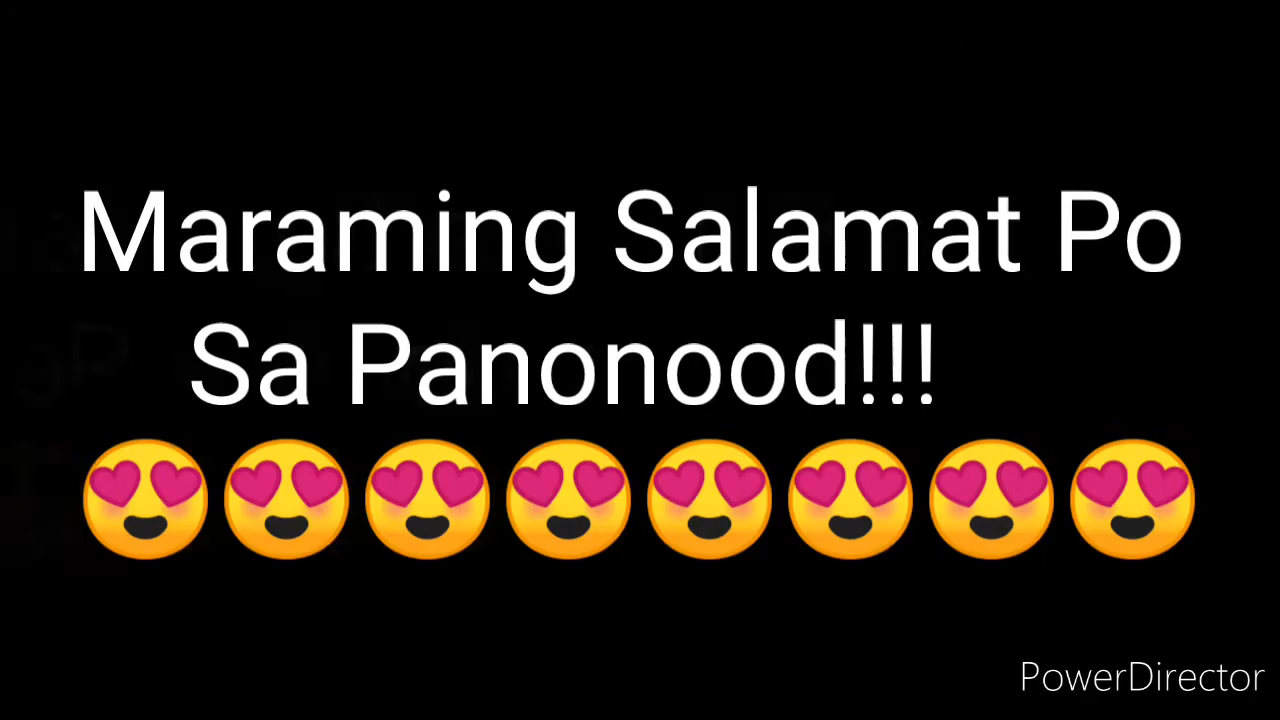 Maraming Salamat Po
Sa Panonood!!!
😍😍😍😍😍😍😍😍
PowerDirector